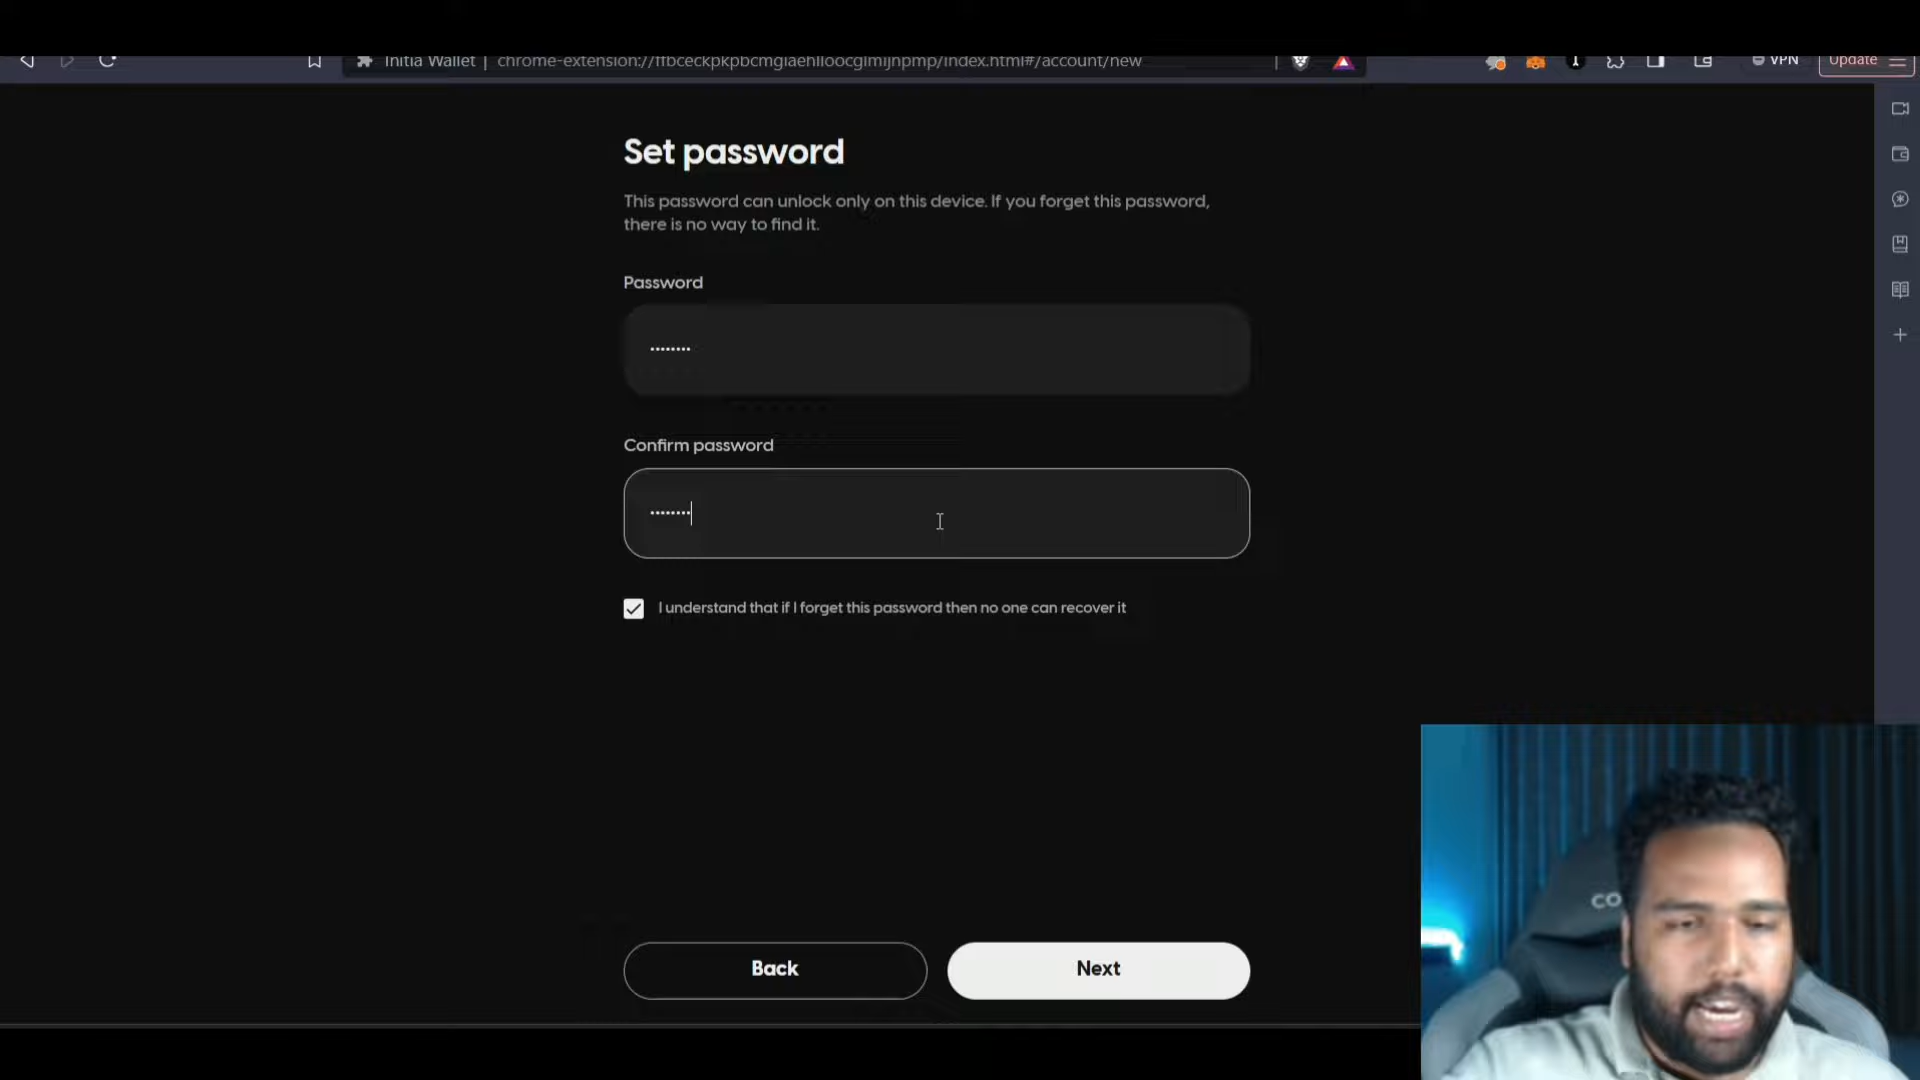 Initia Wallet | chrome-extension://ffbceckpkpbcmgiaehlloocglmijnpmp/index.html#/account/new
VPN
Update
Set password
This password can unlock only on this device. If you forget this password,
there is no way to find it.
Password
Confirm password
I understand that if I forget this password then no one can recover it
CO
Back
Next